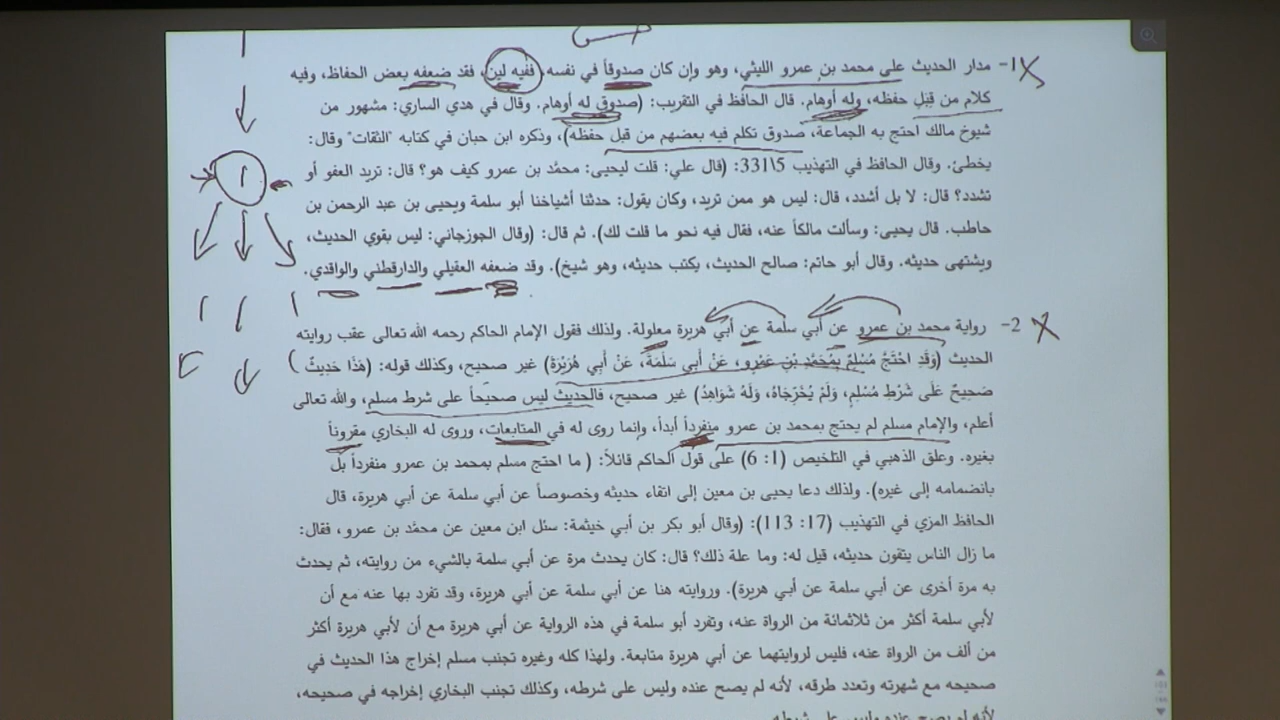 1- مدار الحديث على محمد بن عمرو الليثي، وهو وإن كان صدوقاً في نفسه، ففيه لين، فقد ضعفه بعض الحفاظ، وفيه
كلام من قِبَلِ حفظه، وله أوهام. قال الحافظ في التقريب: (صدوق له أوهام. وقال في هدي الساري: مشهور من
شيوخ مالك احتج به الجماعة، صدوق تكلم فيه بعضهم من قبل حفظه)، وذكره ابن حبان في كتابه "الثقات" وقال:
يخطئ. وقال الحافظ في التهذيب 5\331: (قال علي: قلت ليحيى: محمَّد بن عمرو كيف هو؟ قال: تريد العفو أو
تشدد؟ قال: لا بل أشدد، قال: ليس هو ممن تريد، وكان يقول: حدثنا أشياخنا أبو سلمة ويحيى بن عبد الرحمن بن
حاطب. قال يحيى: وسألت مالكاً عنه، فقال فيه نحو ما قلت لك). ثم قال: (وقال الجوزجاني: ليس بقوي الحديث،
ويشتهى حديثه. وقال أبو حاتم: صالح الحديث، يكتب حديثه، وهو شيخ). وقد ضعفه العقيلي والدارقطني والواقدي.
2- رواية محمد بن عمرو عن أبي سلمة عن أبي هريرة معلولة. ولذلك فقول الإمام الحاكم رحمه الله تعالى عقب روايته
الحديث (وَقَدِ احْتَجَّ مُسْلِمٌ بِمُحَمَّدِ بْنِ عَمْرٍو، عَنْ أَبِي سَلَمَةَ، عَنْ أَبِي هُرَيْرَةَ) غير صحيح، وكذلك قوله: (هَذَا حَدِيثٌ
صَحِيحٌ عَلَى شَرْطِ مُسْلِمٍ، وَلَمْ يُخَرِّجَاهُ، وَلَهُ شَوَاهِدُ) غير صحيح، فالحديث ليس صحيحاً على شرط مسلم، والله تعالى
أعلم، والإمام مسلم لم يحتج بمحمد بن عمرو منفرداً أبداً، وإنما روى له في المتابعات، وروى له البخاري مقروناً
بغيره. وعلق الذهبي في التلخيص (1: 6) على قول الحاكم قائلاً: ( ما احتج مسلم بمحمد بن عمرو منفرداً بل
بانضمامه إلى غيره). ولذلك دعا يحيى بن معين إلى اتقاء حديثه وخصوصاً عن أبي سلمة عن أبي هريرة، قال
الحافظ المزي في التهذيب (17: 113): (وقال أبو بكر بن أبي خيثمة: سئل ابن معين عن محمَّد بن عمرو، فقال:
ما زال الناس يتقون حديثه، قيل له: وما علة ذلك؟ قال: كان يحدث مرة عن أبي سلمة بالشيء من روايته، ثم يحدث
به مرة أخرى عن أبي سلمة عن أبي هريرة). وروايته هنا عن أبي سلمة عن أبي هريرة، وقد تفرد بها عنه مع أن
لأبي سلمة أكثر من ثلاثمائة من الرواة عنه، وتفرد أبو سلمة في هذه الرواية عن أبي هريرة مع أن لأبي هريرة أكثر
من ألف من الرواة عنه، فليس لروايتهما عن أبي هريرة متابعة. ولهذا كله وغيره تجنب مسلم إخراج هذا الحديث في
صحيحه مع شهرته وتعدد طرقه، لأنه لم يصح عنده وليس على شرطه، وكذلك تجنب البخاري إخراجه في صحيحه،
لأنه لم يصح عنده وليس على شرطه